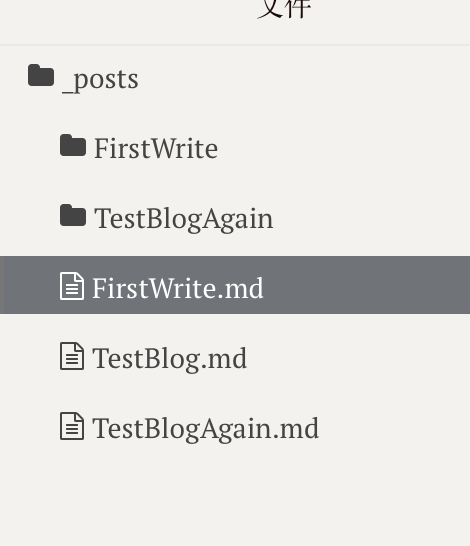 文件
_posts
FirstWrite
TestBlogAgain
FirstWrite.md
TestBlog.md
TestBlogAgain.md